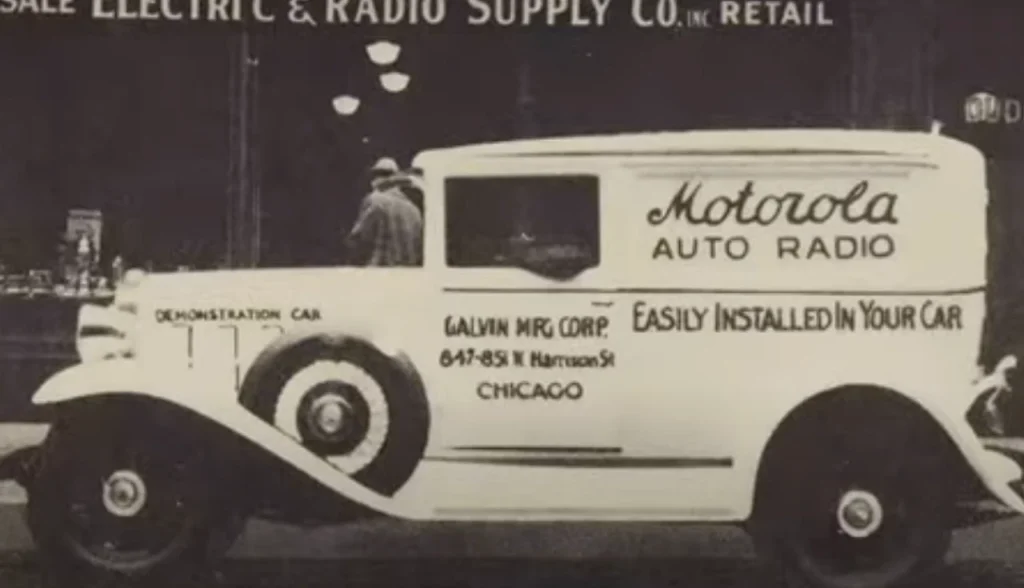 SALE ELECTRIC & RADIO SUPPLY CO. INC RETAIL
Motorola
AUTO RADIO
DEMONSTRATION CAR
GALVIN MFG CORP.
EASILY INSTALLED IN YOUR CAR
847-851 W Harrison St
CHICAGO